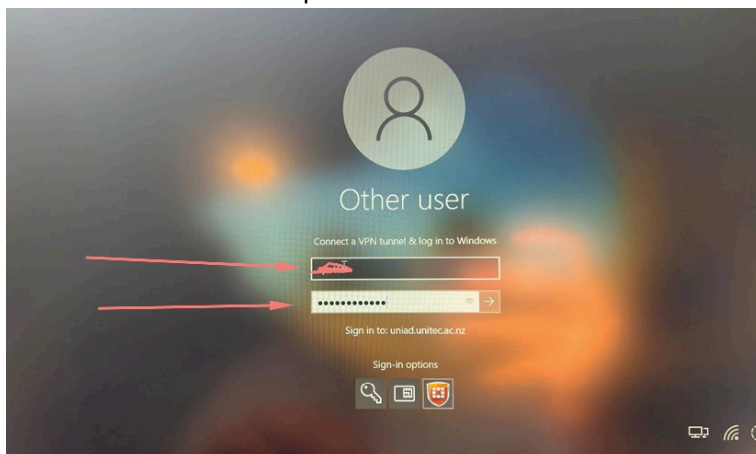 Other user
Connect a VPN tunnel & log in to Windows
Sign in to: uniad.unitec.ac.nz
Sign-in options